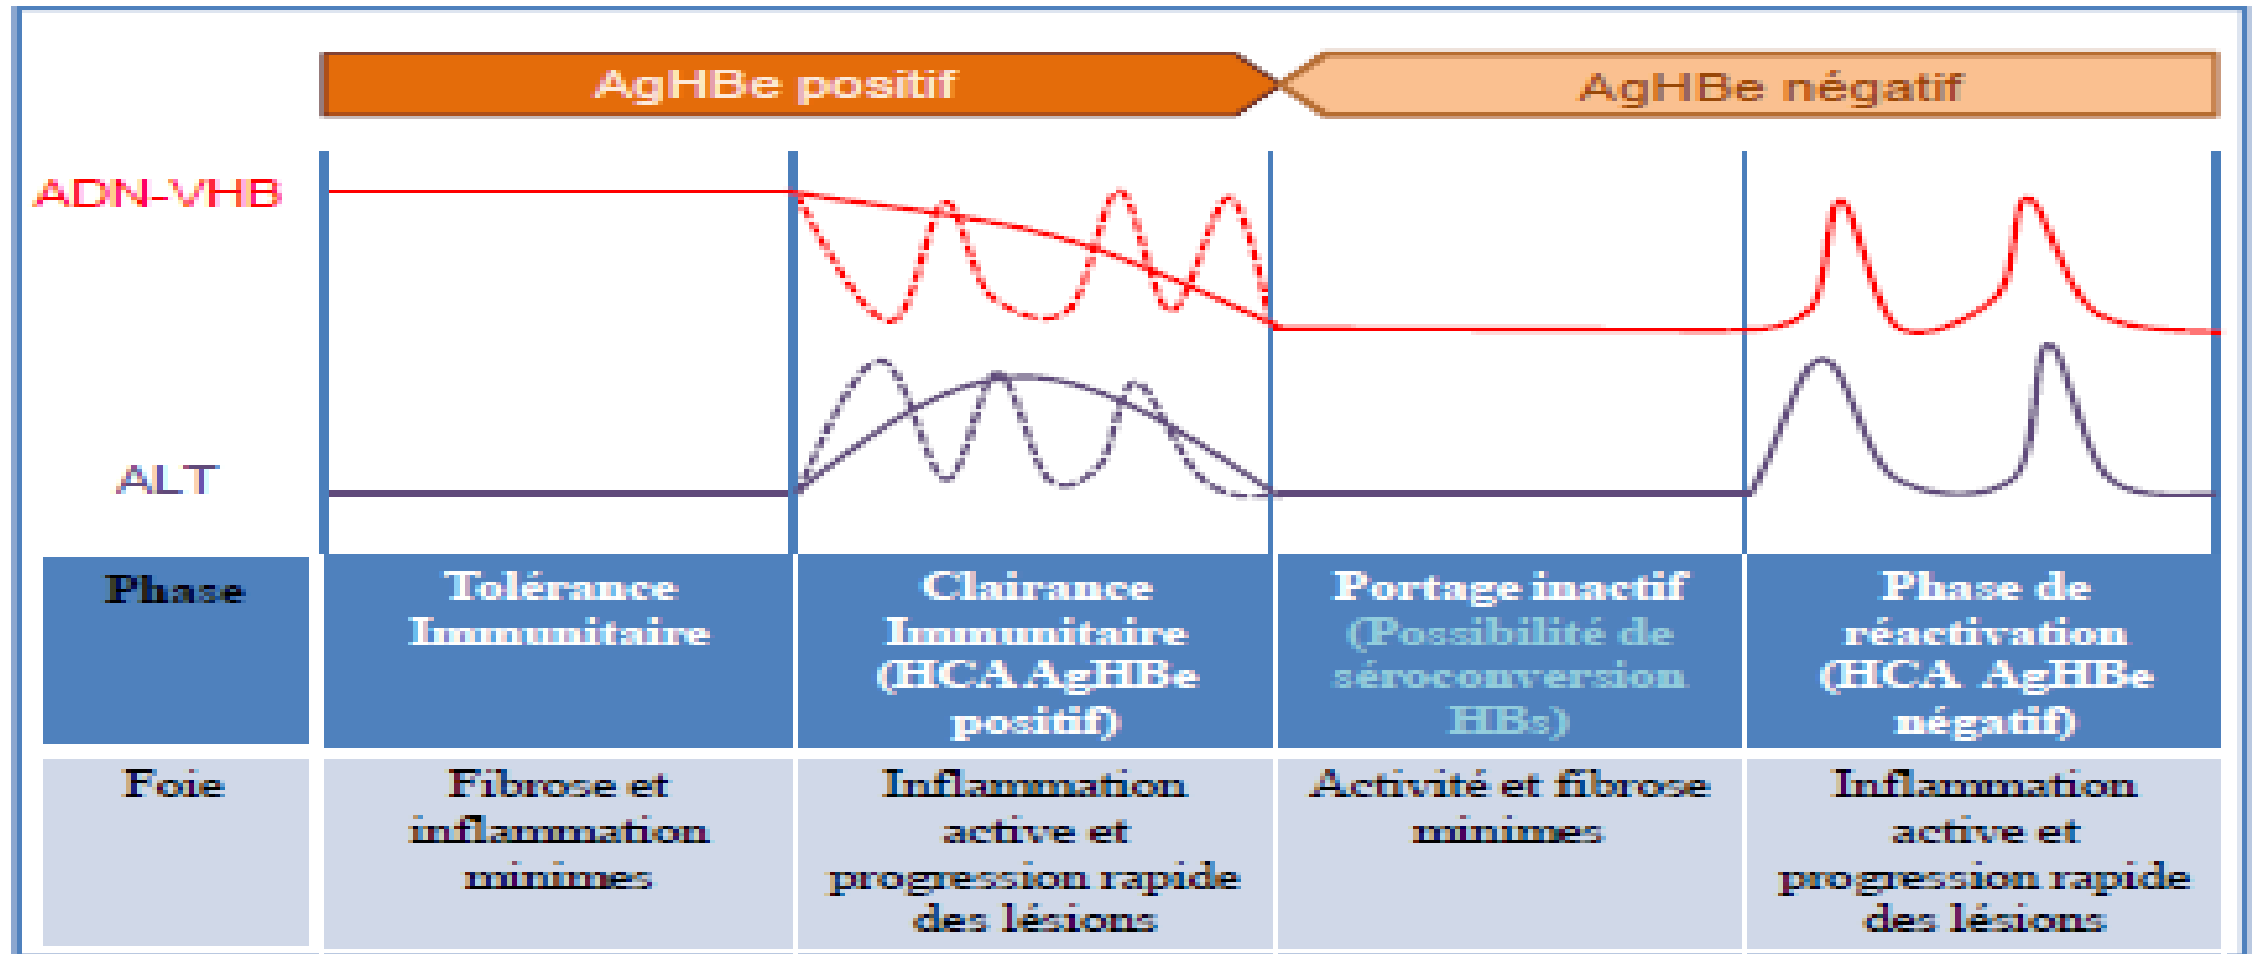 AgHBe positif
AgHBe négatif
ADN-VHB
ALT
Phase
Tolérance
Immunitaire
Clairance
Immunitaire
(HCA AgHBe
positif)
Portage inactif
(Possibilité de
séroconversion
HBs)
Phase de
réactivation
(HCA AgHBe
négatif)
Foie
Fibrose et
inflammation
minimes
Inflammation
active et
progression rapide
des lésions
Activité et fibrose
minimes
Inflammation
active et
progression rapide
des lésions